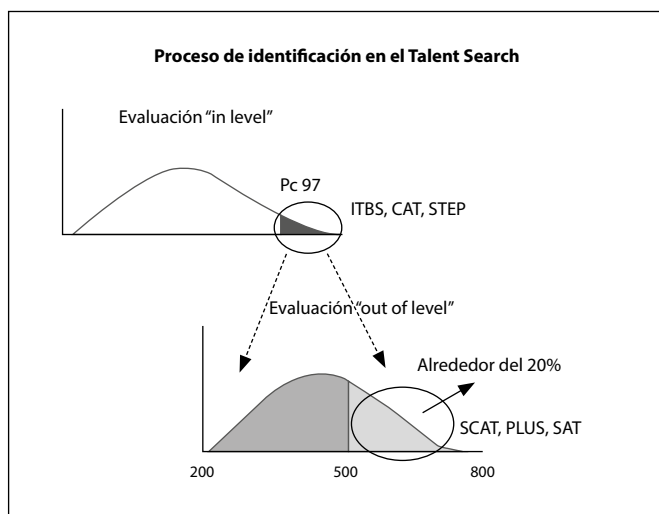 Proceso de identificación en el Talent Search
Evaluación “in level”
Pc 97
ITBS, CAT, STEP
Evaluación “out of level”
Alrededor del 20%
SCAT, PLUS, SAT
200 500 800